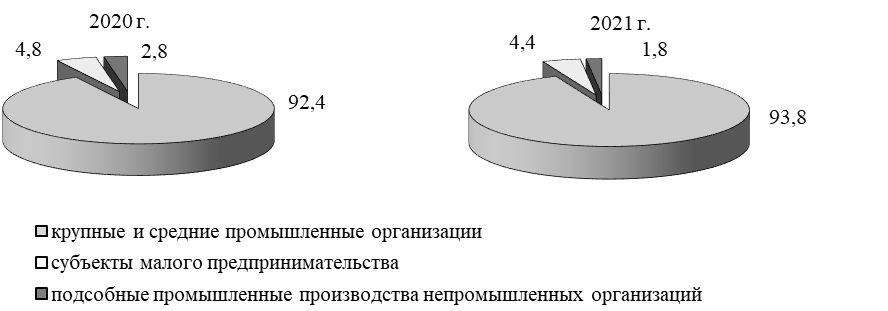 2020 г.
4,8
2,8
92,4
2021 г.
4,4
1,8
93,8
крупные и средние промышленные организации
субъекты малого предпринимательства
подсобные промышленные производства непромышленных организаций